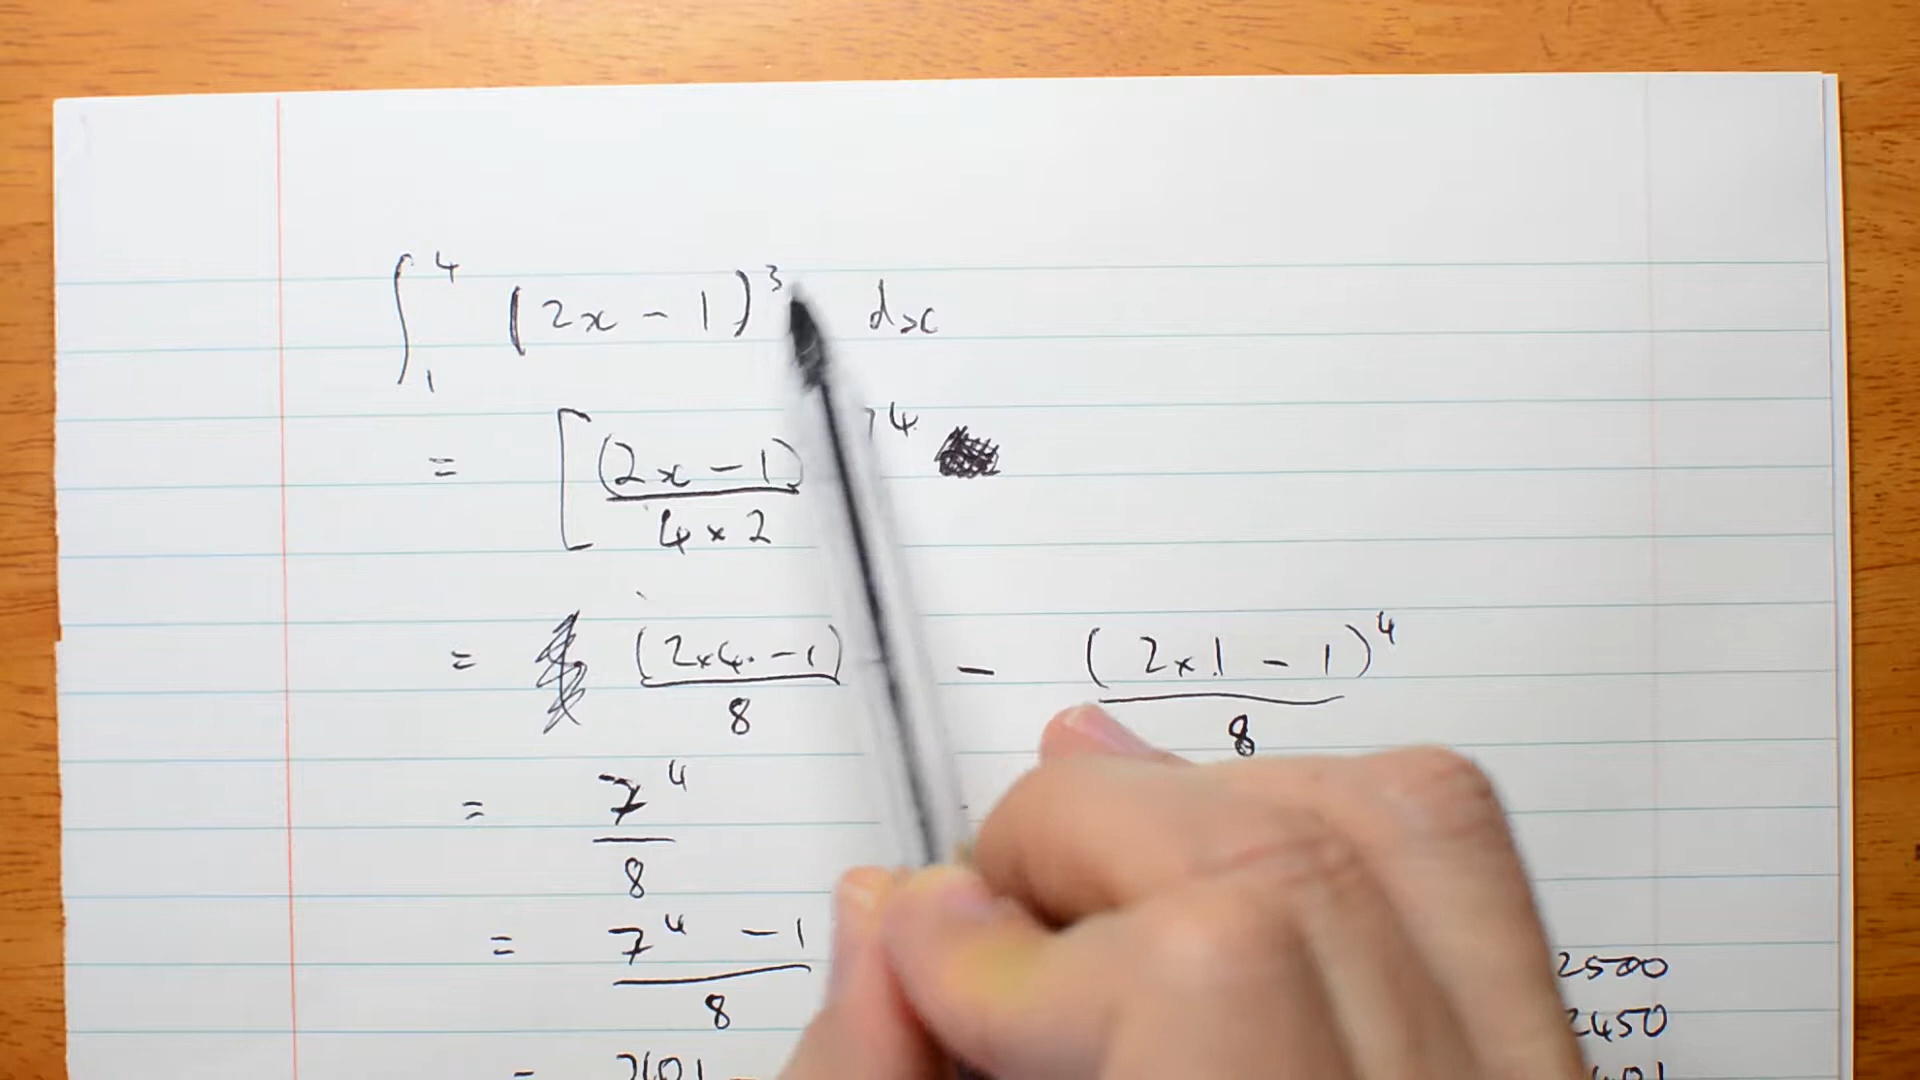 ∫₁⁴ (2x - 1)³ dx
= [(2x - 1) / 4 × 2 ]⁴
= (2×4 - 1) / 8 - (2×1 - 1)⁴ / 8
= 7⁴ / 8
= 7⁴ - 1 / 8
2500
2450
= 2401 -